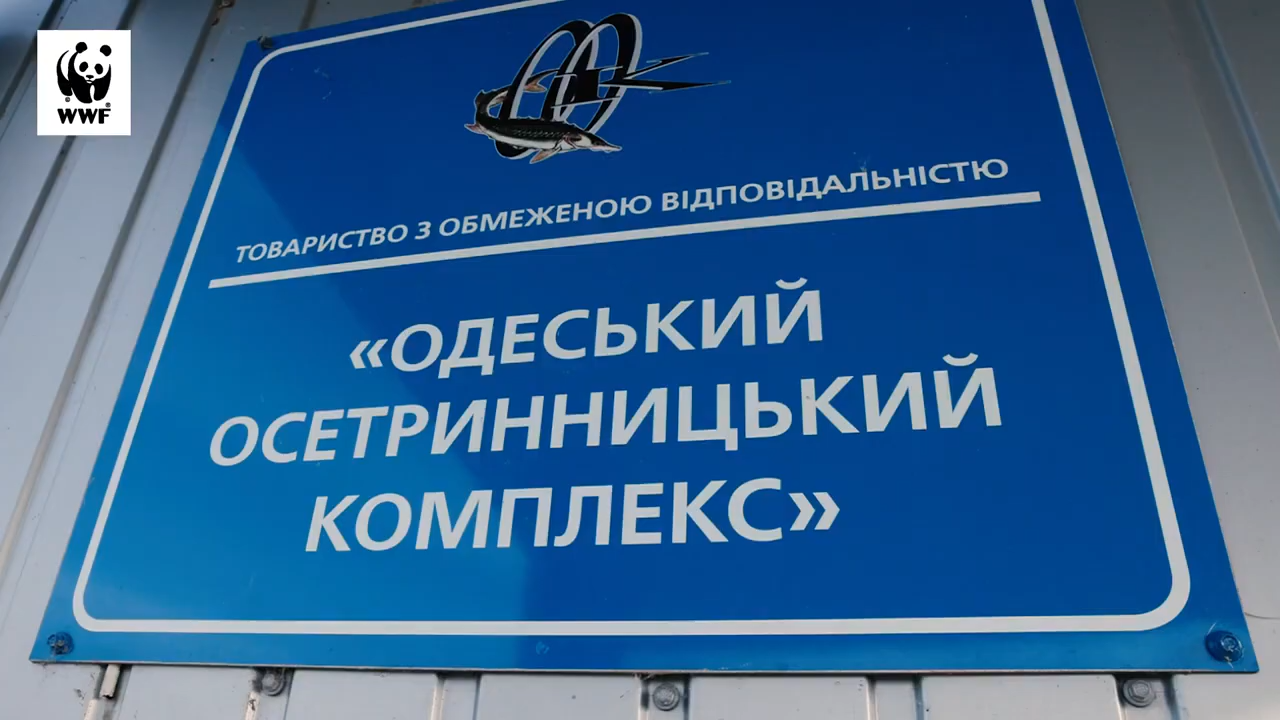 WWF
ТОВАРИСТВО З ОБМЕЖЕНОЮ ВІДПОВІДАЛЬНІСТЮ
«ОДЕСЬКИЙ
ОСЕТРИННИЦЬКИЙ
КОМПЛЕКС»